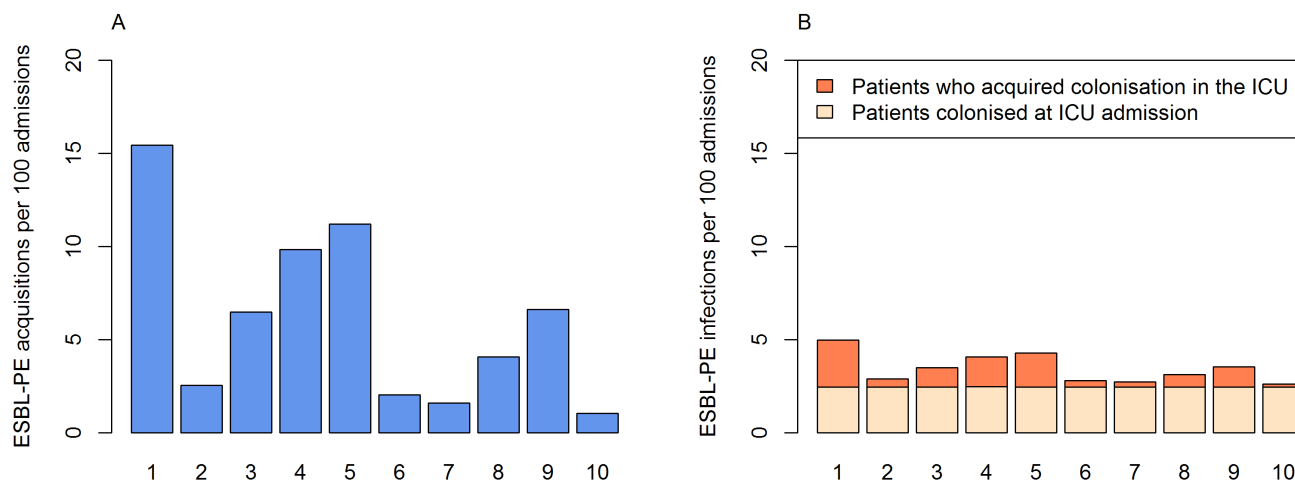 A
ESBL-PE acquisitions per 100 admissions
20
15
10
5
0
1 2 3 4 5 6 7 8 9 10
B
ESBL-PE infections per 100 admissions
20
15
10
5
0
Patients who acquired colonisation in the ICU
Patients colonised at ICU admission
1 2 3 4 5 6 7 8 9 10